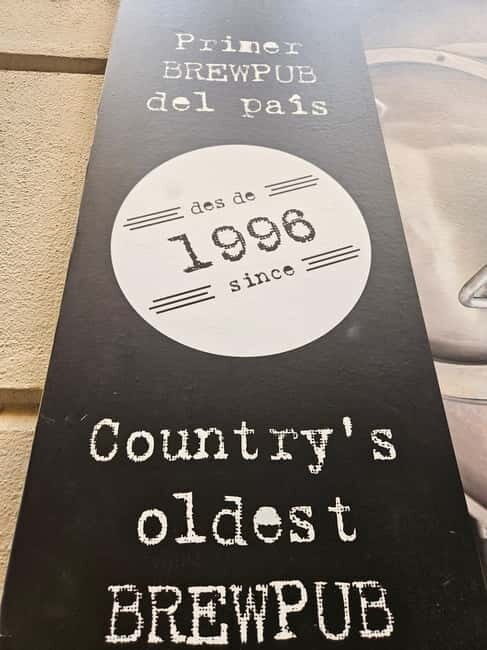 Primer
BREWPUB
del país
des de
1996
since
Country's
oldest
BREWPUB